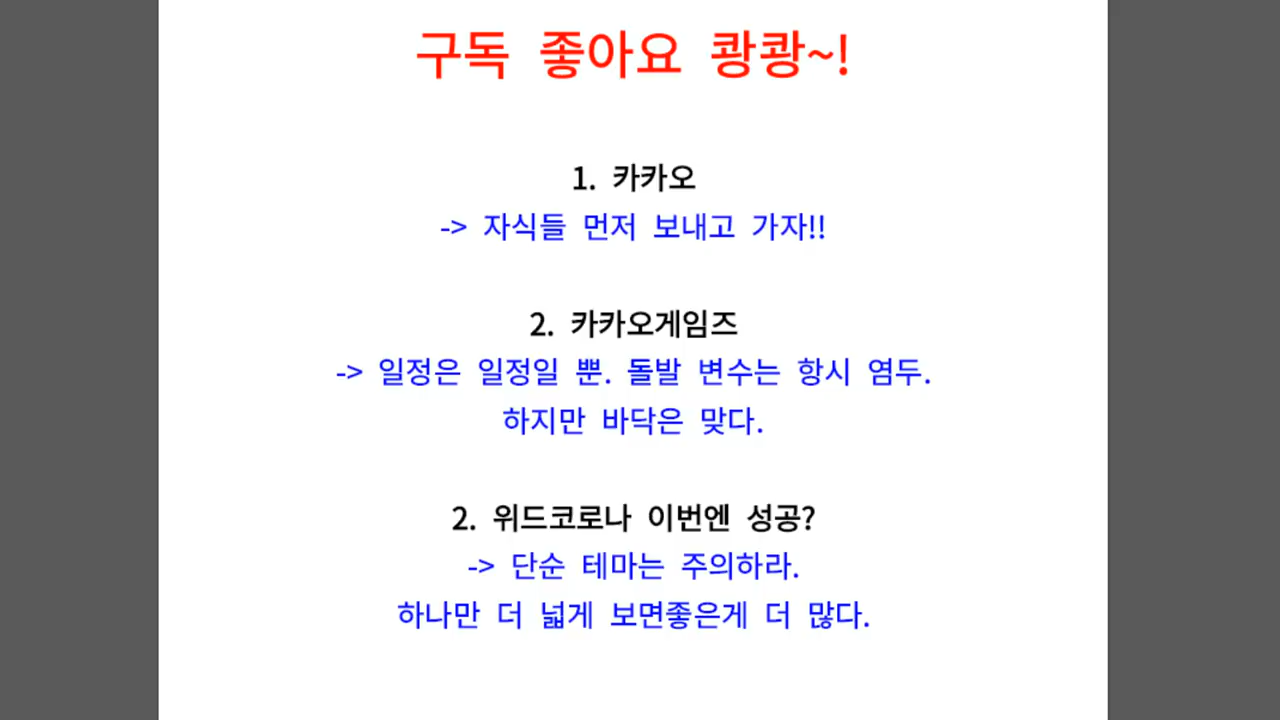 구독 좋아요 쾅쾅~!
1. 카카오
-> 자식들 먼저 보내고 가자!!
2. 카카오게임즈
-> 일정은 일정일 뿐. 돌발 변수는 항시 염두.
하지만 바닥은 맞다.
2. 위드코로나 이번엔 성공?
-> 단순 테마는 주의하라.
하나만 더 넓게 보면좋은게 더 많다.